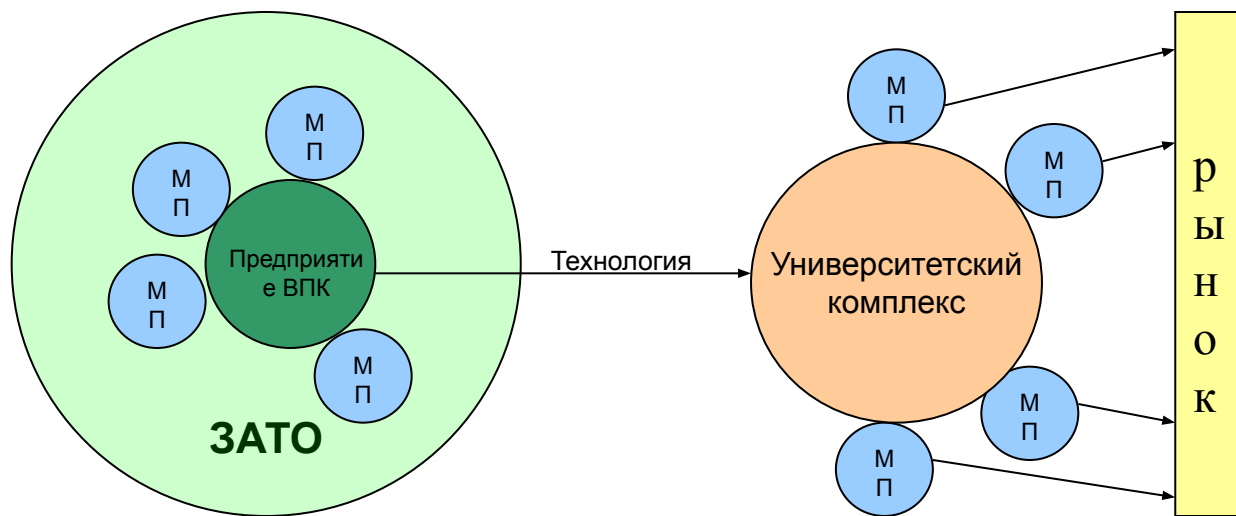 М
П
М
П
М
П
М
П
Предприяти
е ВПК
ЗАТО
Технология
Университетский
комплекс
М
П
М
П
М
П
М
П
р
ы
н
о
к